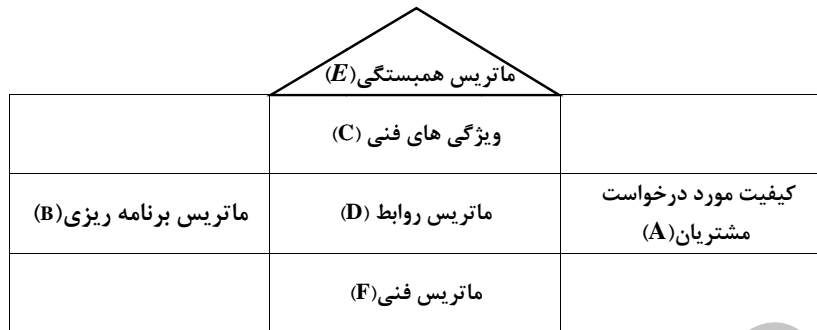 ماتریس همبستگی(E)
ویژگی های فنی (C)
کیفیت مورد درخواست
مشتریان(A)
ماتریس روابط (D)
ماتریس برنامه ریزی(B)
ماتریس فنی(F)